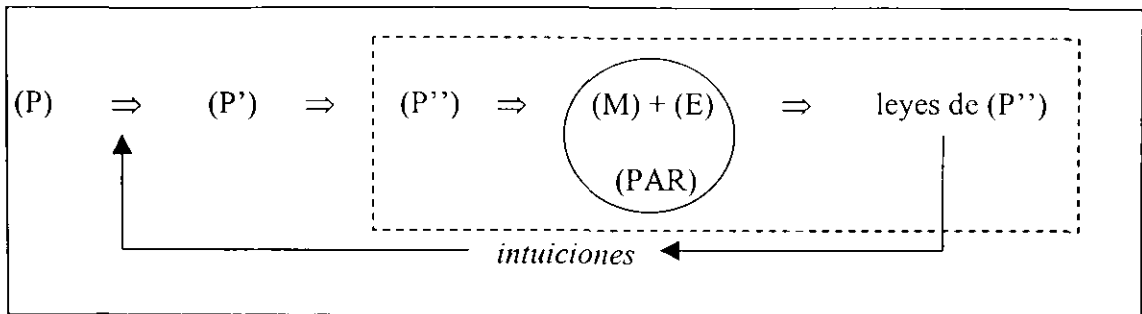 (P) ⇒ (P') ⇒ (P'') ⇒ (M) + (E) ⇒ leyes de (P'')
(PAR)
intuiciones